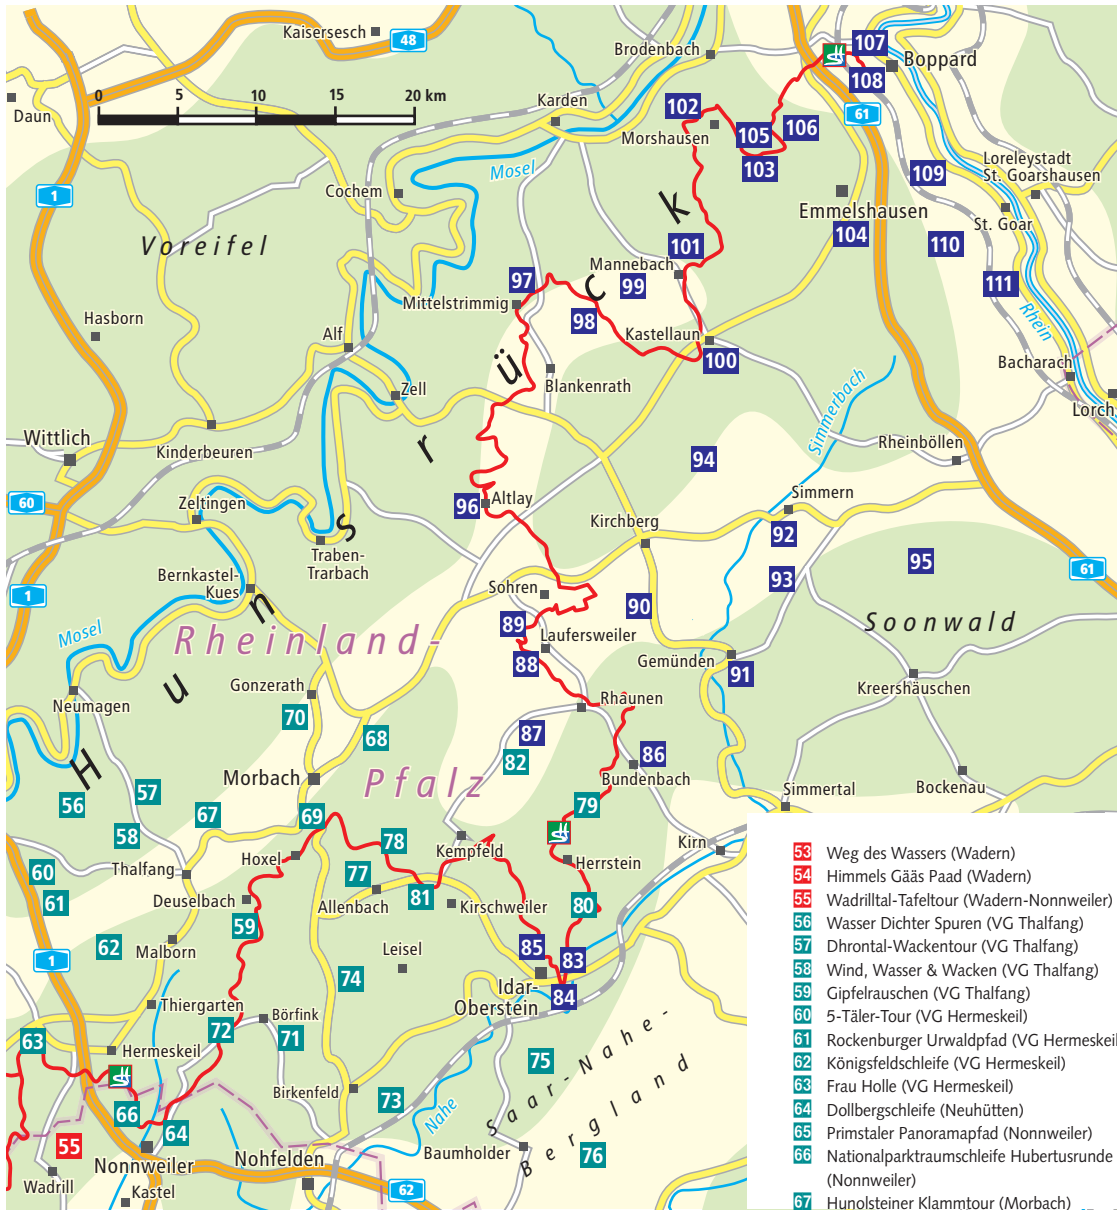 Kaisersesch
48
Brodenbach
107
Boppard
108
0 5 10 15 20 km
Daun
Karden
102
Morshausen
105
106
61
103
Loreleystadt
St. Goarshausen
109
1
Cochem
Mosel
k
Emmelshausen
St. Goar
Voreifel
101
104
110
Mannebach
97
99
c
111
Mittelstrimmig
98
Hasborn
Kastellaun
Rhein
Alf
100
Bacharach
ü
Blankenrath
Simmerbach
Zell
Lorch
Wittlich
r
Kinderbeuren
94
Rheinböllen
60
Zeltingen
96
Altlay
Simmern
s
Kirchberg
92
Traben-
Trarbach
95
61
Bernkastel-
Kues
93
1
Sohren
n
90
Mosel
89
Soonwald
Rheinland-
Laufersweiler
88
Gemünden
91
Gonzerath
u
Kreershäuschen
Neumagen
Rhaunen
70
68
87
86
H
82
Morbach
Pfalz
Bundenbach
57
Bockenau
56
Simmertal
79
67
69
58
78
Kempfeld
Kirn
Hoxel
Herrstein
60
Thalfang
77
61
Deuselbach
Allenbach
81
Kirschweiler
80
59
62
Malborn
Leisel
85
83
1
74
Idar-
Oberstein
84
Thiergarten
Börfink
63
72
71
Hermeskeil
75
Saar-Nahe-
Bergland
Birkenfeld
73
66
Nahe
64
55
Nonnweiler
Nohfelden
Baumholder
76
Wadrill
Kastel
62
53 Weg des Wassers (Wadern)
54 Himmels Gääs Paad (Wadern)
55 Wadrilltal-Tafeltour (Wadern-Nonnweiler)
56 Wasser Dichter Spuren (VG Thalfang)
57 Dhrontal-Wackentour (VG Thalfang)
58 Wind, Wasser & Wacken (VG Thalfang)
59 Gipfelrauschen (VG Thalfang)
60 5-Täler-Tour (VG Hermeskeil)
61 Rockenburger Urwaldpfad (VG Hermeskeil
62 Königsfeldschleife (VG Hermeskeil)
63 Frau Holle (VG Hermeskeil)
64 Dollbergschleife (Neuhütten)
65 Primstaler Panoramapfad (Nonnweiler)
66 Nationalparktraumschleife Hubertusrunde
(Nonnweiler)
67 Hunolsteiner Klammtour (Morbach)